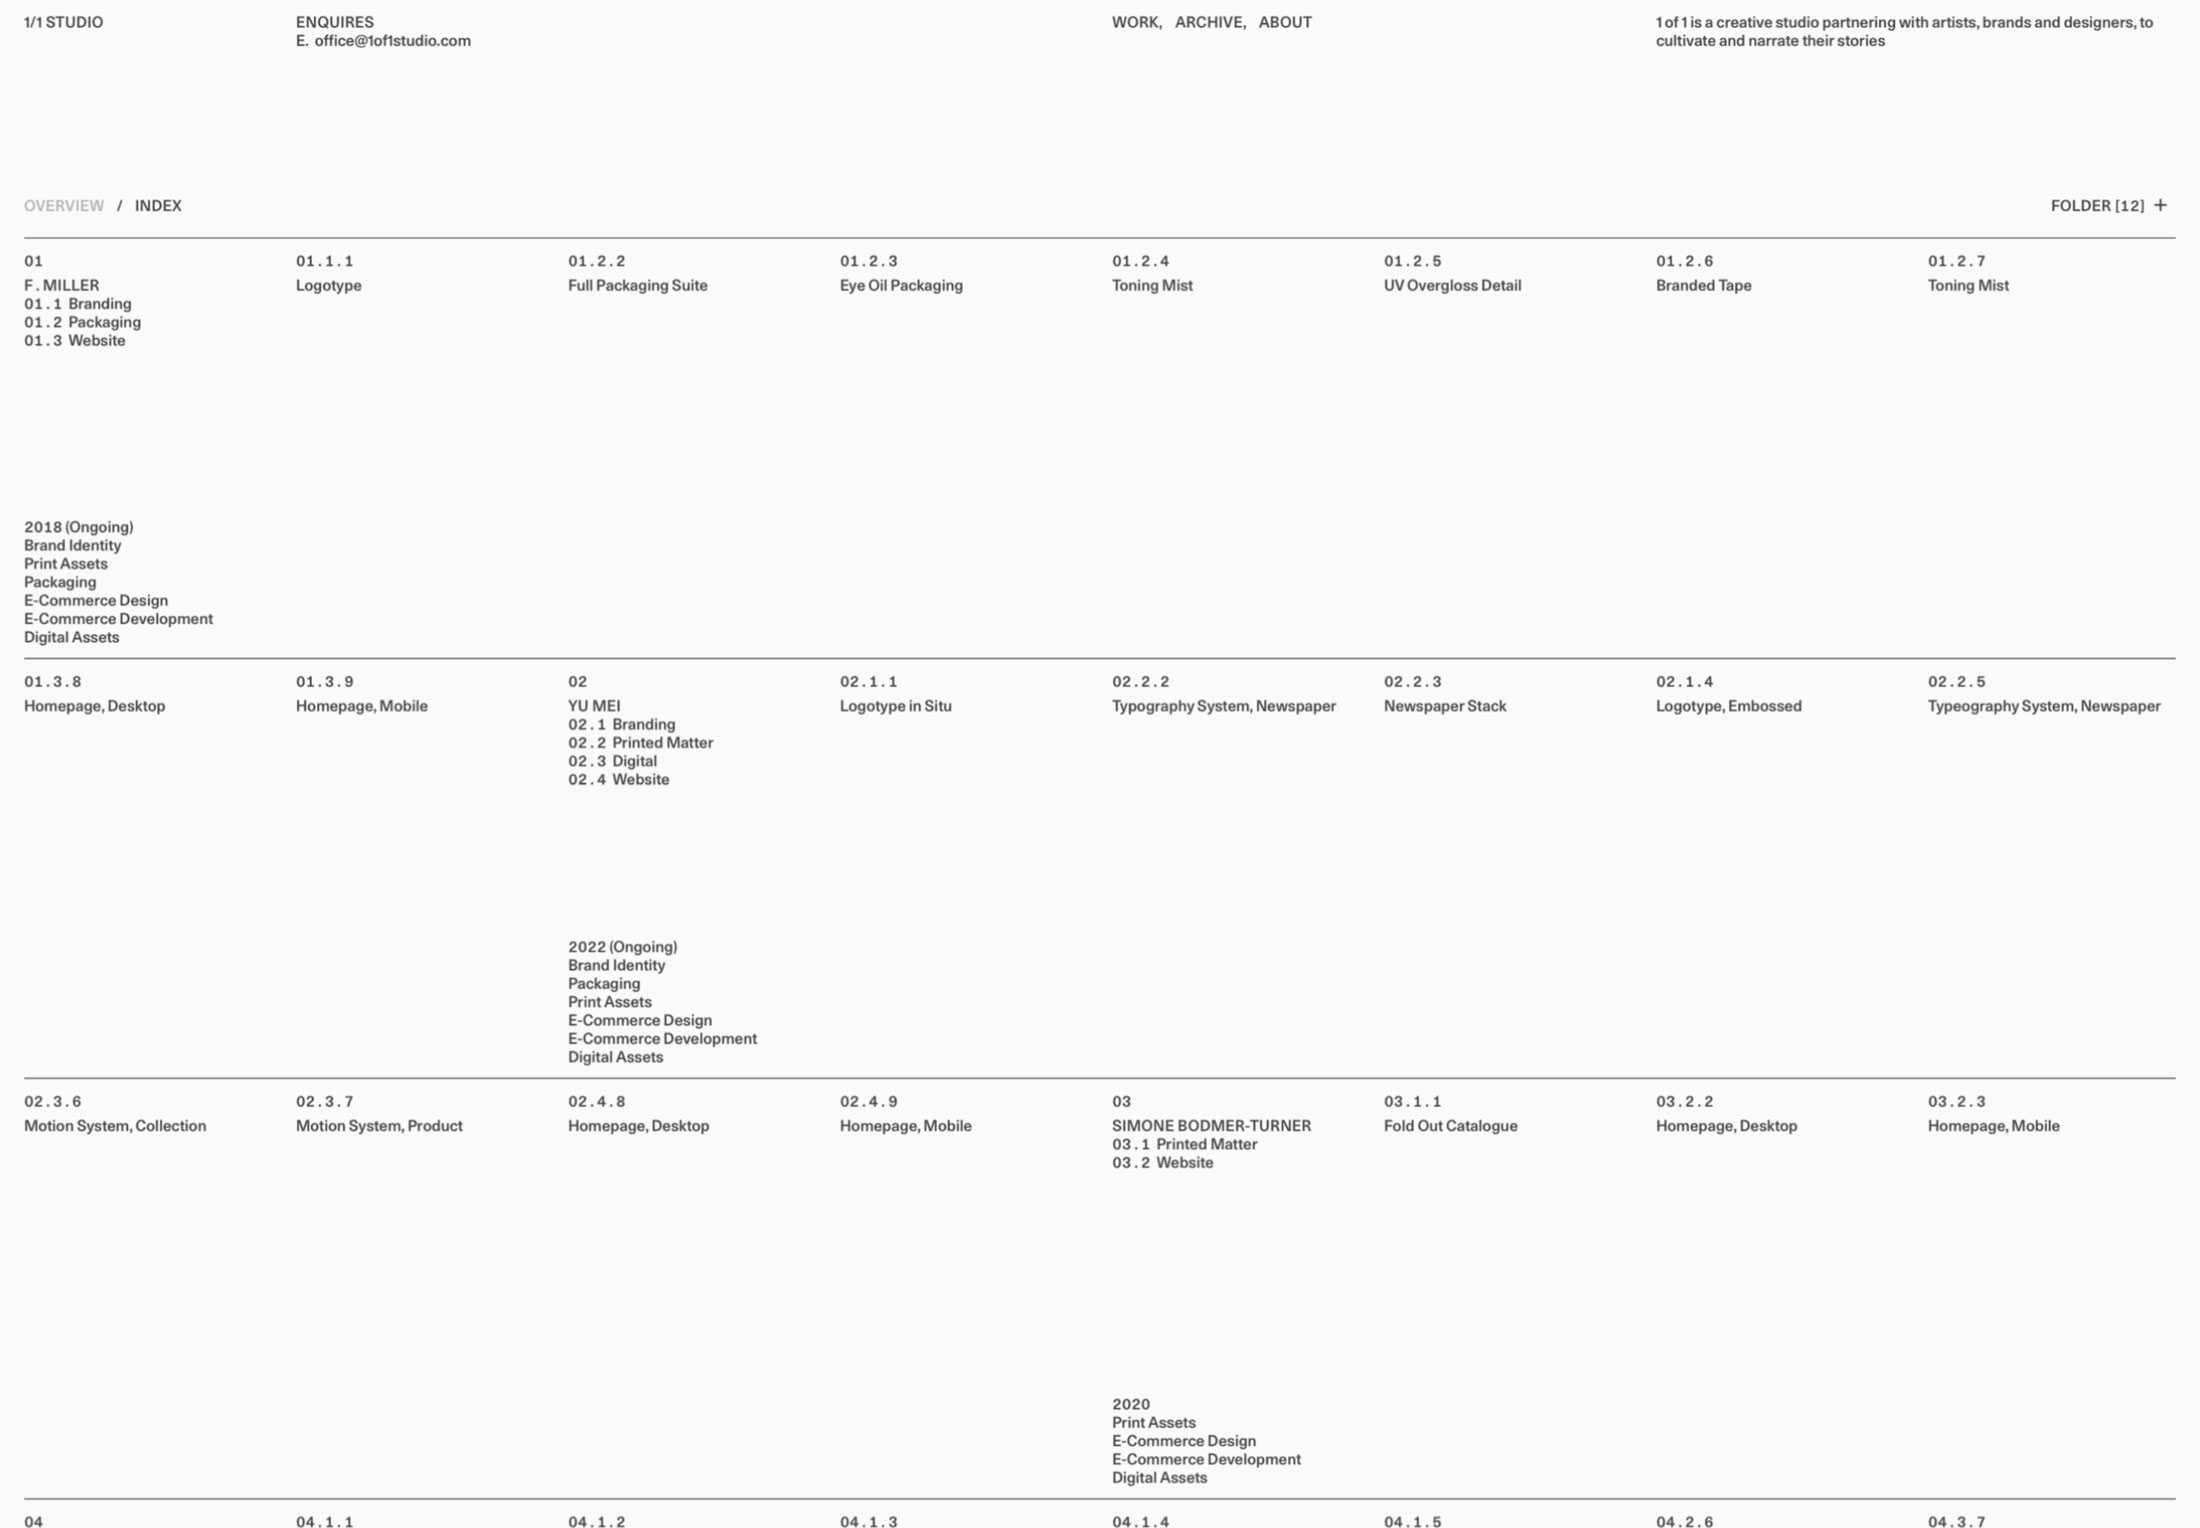 1/1 STUDIO
ENQUIRES
E. office@1of1studio.com
WORK, ARCHIVE, ABOUT
1 of 1 is a creative studio partnering with artists, brands and designers, to
cultivate and narrate their stories
OVERVIEW / INDEX
FOLDER [12] +
01
F. MILLER
01.1 Branding
01.2 Packaging
01.3 Website
2018 (Ongoing)
Brand Identity
Print Assets
Packaging
E-Commerce Design
E-Commerce Development
Digital Assets
01.1.1
Logotype
01.2.2
Full Packaging Suite
01.2.3
Eye Oil Packaging
01.2.4
Toning Mist
01.2.5
UV Overgloss Detail
01.2.6
Branded Tape
01.2.7
Toning Mist
01.3.8
Homepage, Desktop
01.3.9
Homepage, Mobile
02
YU MEI
02.1 Branding
02.2 Printed Matter
02.3 Digital
02.4 Website
2022 (Ongoing)
Brand Identity
Packaging
Print Assets
E-Commerce Design
E-Commerce Development
Digital Assets
02.1.1
Logotype in Situ
02.2.2
Typography System, Newspaper
02.2.3
Newspaper Stack
02.1.4
Logotype, Embossed
02.2.5
Typeography System, Newspaper
02.3.6
Motion System, Collection
02.3.7
Motion System, Product
02.4.8
Homepage, Desktop
02.4.9
Homepage, Mobile
03
SIMONE BODMER-TURNER
03.1 Printed Matter
03.2 Website
2020
Print Assets
E-Commerce Design
E-Commerce Development
Digital Assets
03.1.1
Fold Out Catalogue
03.2.2
Homepage, Desktop
03.2.3
Homepage, Mobile
04
04.1.1
04.1.2
04.1.3
04.1.4
04.1.5
04.2.6
04.3.7